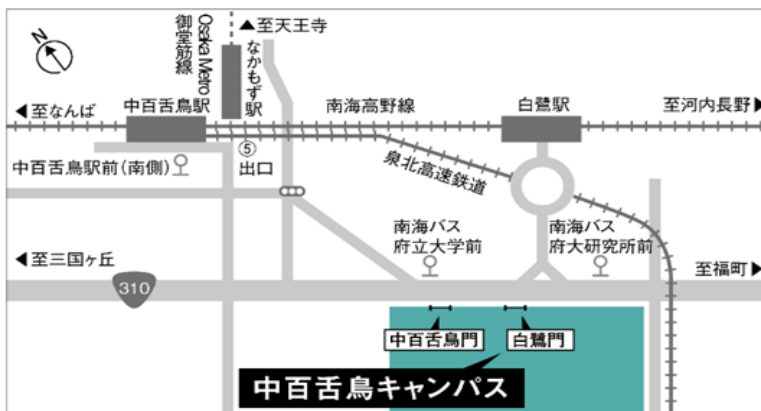 N
▲至天王寺
Osaka Metro
御堂筋線
なかもず駅
◀至なんば
中百舌鳥駅
南海高野線
白鷺駅
至河内長野▶
⑤
出口
中百舌鳥駅前(南側)
泉北高速鉄道
南海バス
府立大学前
南海バス
府大研究所前
◀至三国ヶ丘
至福町▶
310
中百舌鳥門
白鷺門
中百舌鳥キャンパス